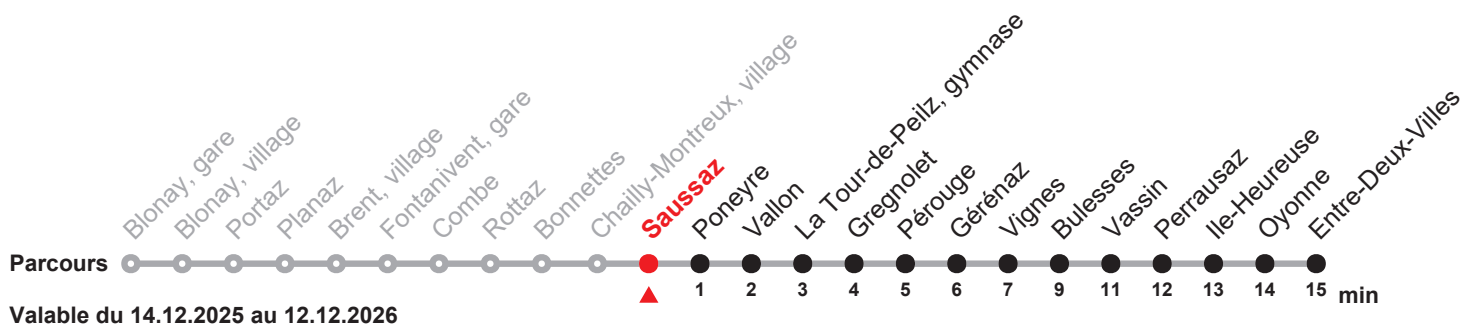 Blonay, gare
Blonay, village
Portaz
Planaz
Brent, village
Fontanivent, gare
Combe
Rottaz
Bonnettes
Chailly-Montreux, village
Saussaz
Poneyre
Vallon
La Tour-de-Peilz, gymnase
Gregnolet
Pérouge
Gérénaz
Vignes
Bulesses
Vassin
Perrausaz
Ile-Heureuse
Oyonne
Entre-Deux-Villes
Parcours
1 2 3 4 5 6 7 9 11 12 13 14 15 min
Valable du 14.12.2025 au 12.12.2026